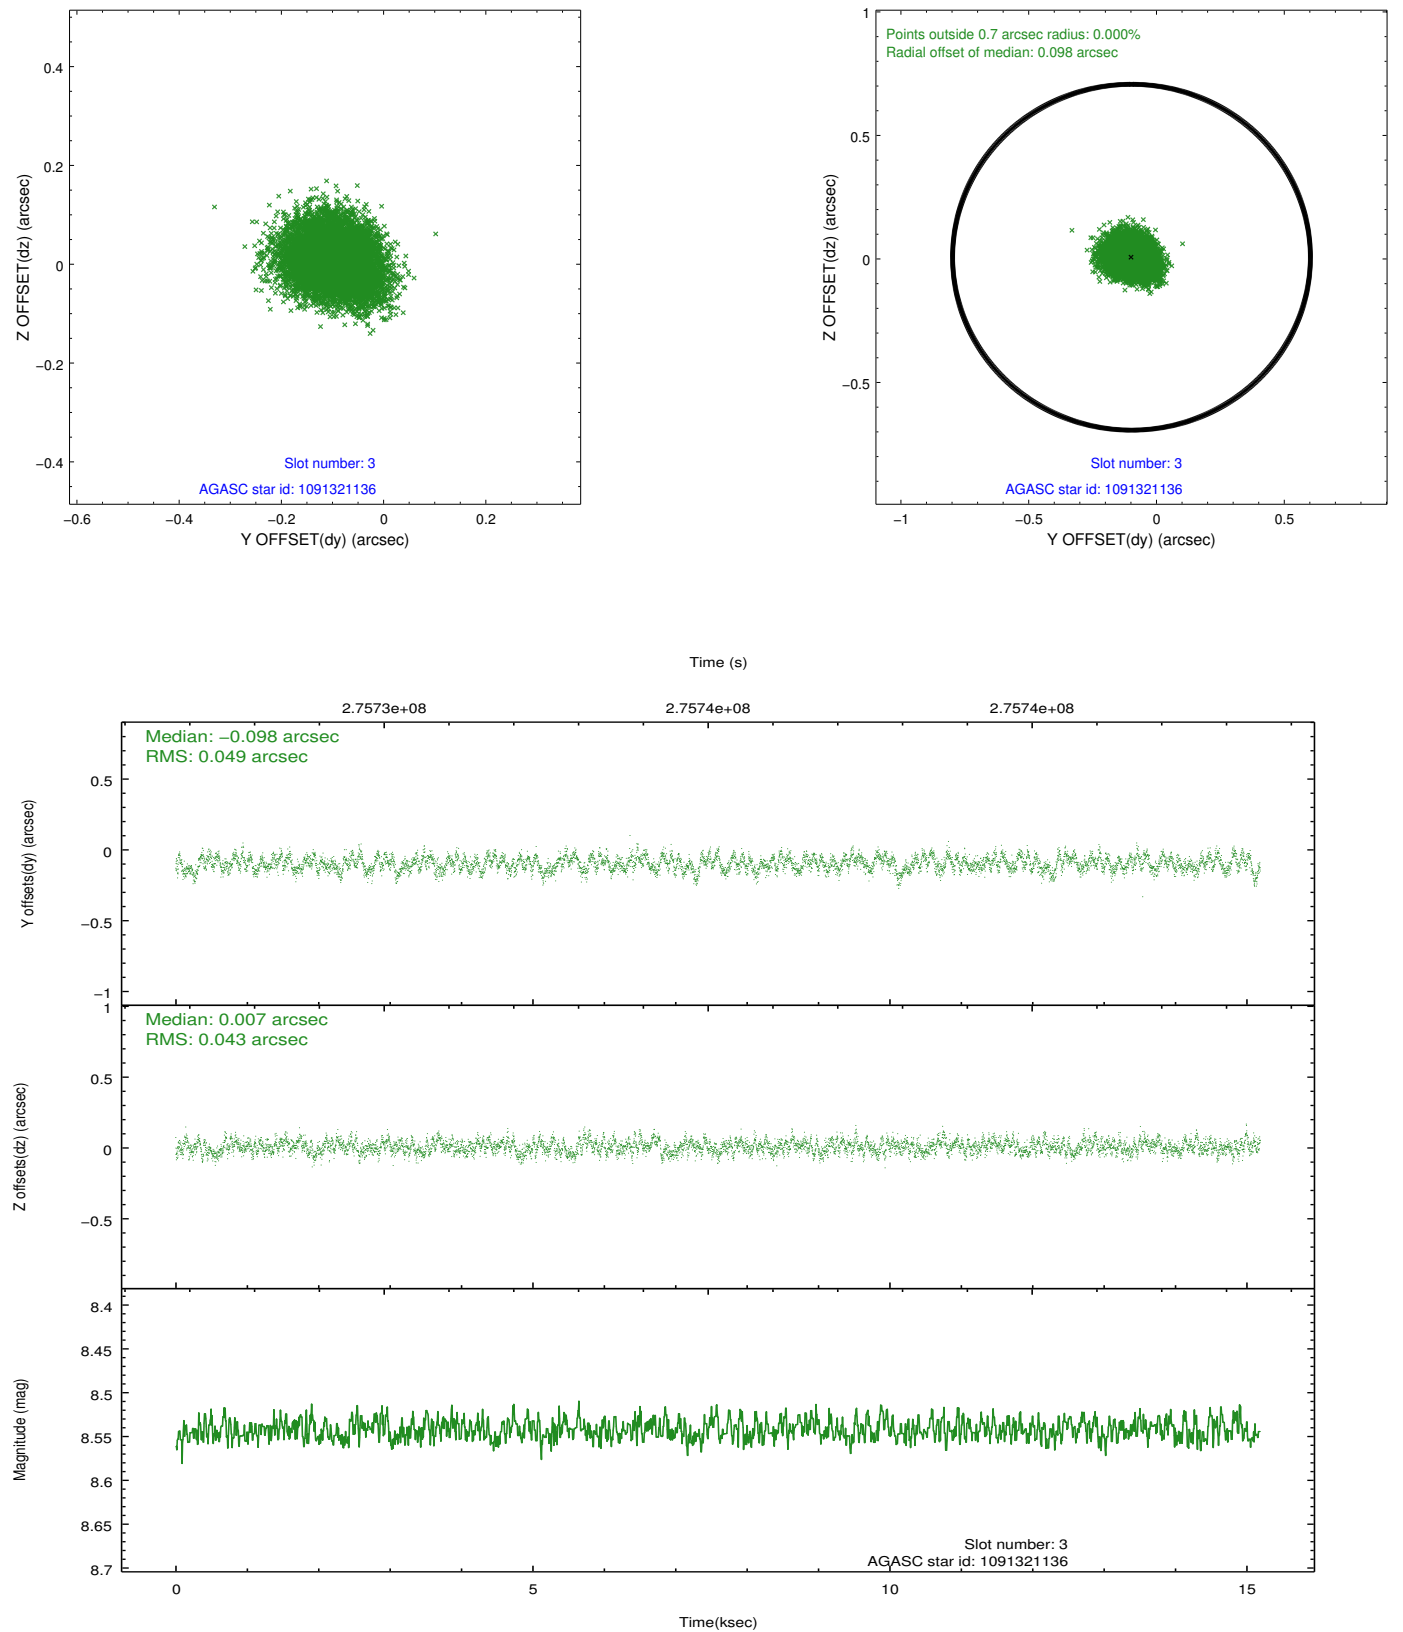 0.4
0.2
0
−0.2
−0.4
Z OFFSET(dz) (arcsec)
Slot number: 3
AGASC star id: 1091321136
−0.6
−0.4
−0.2
0
0.2
Y OFFSET(dy) (arcsec)
Points outside 0.7 arcsec radius: 0.000%
Radial offset of median: 0.098 arcsec
1
0.5
0
−0.5
Z OFFSET(dz) (arcsec)
Slot number: 3
AGASC star id: 1091321136
−1
−0.5
0
0.5
Y OFFSET(dy) (arcsec)
Time (s)
2.7573e+08
2.7574e+08
2.7574e+08
Median: −0.098 arcsec
RMS: 0.049 arcsec
0.5
0
−0.5
−1
Y offsets(dy) (arcsec)
Median: 0.007 arcsec
RMS: 0.043 arcsec
1
0.5
0
−0.5
Z offsets(dz) (arcsec)
8.4
8.45
8.5
8.55
8.6
8.65
8.7
Magnitude (mag)
Slot number: 3
AGASC star id: 1091321136
0
5
10
15
Time(ksec)